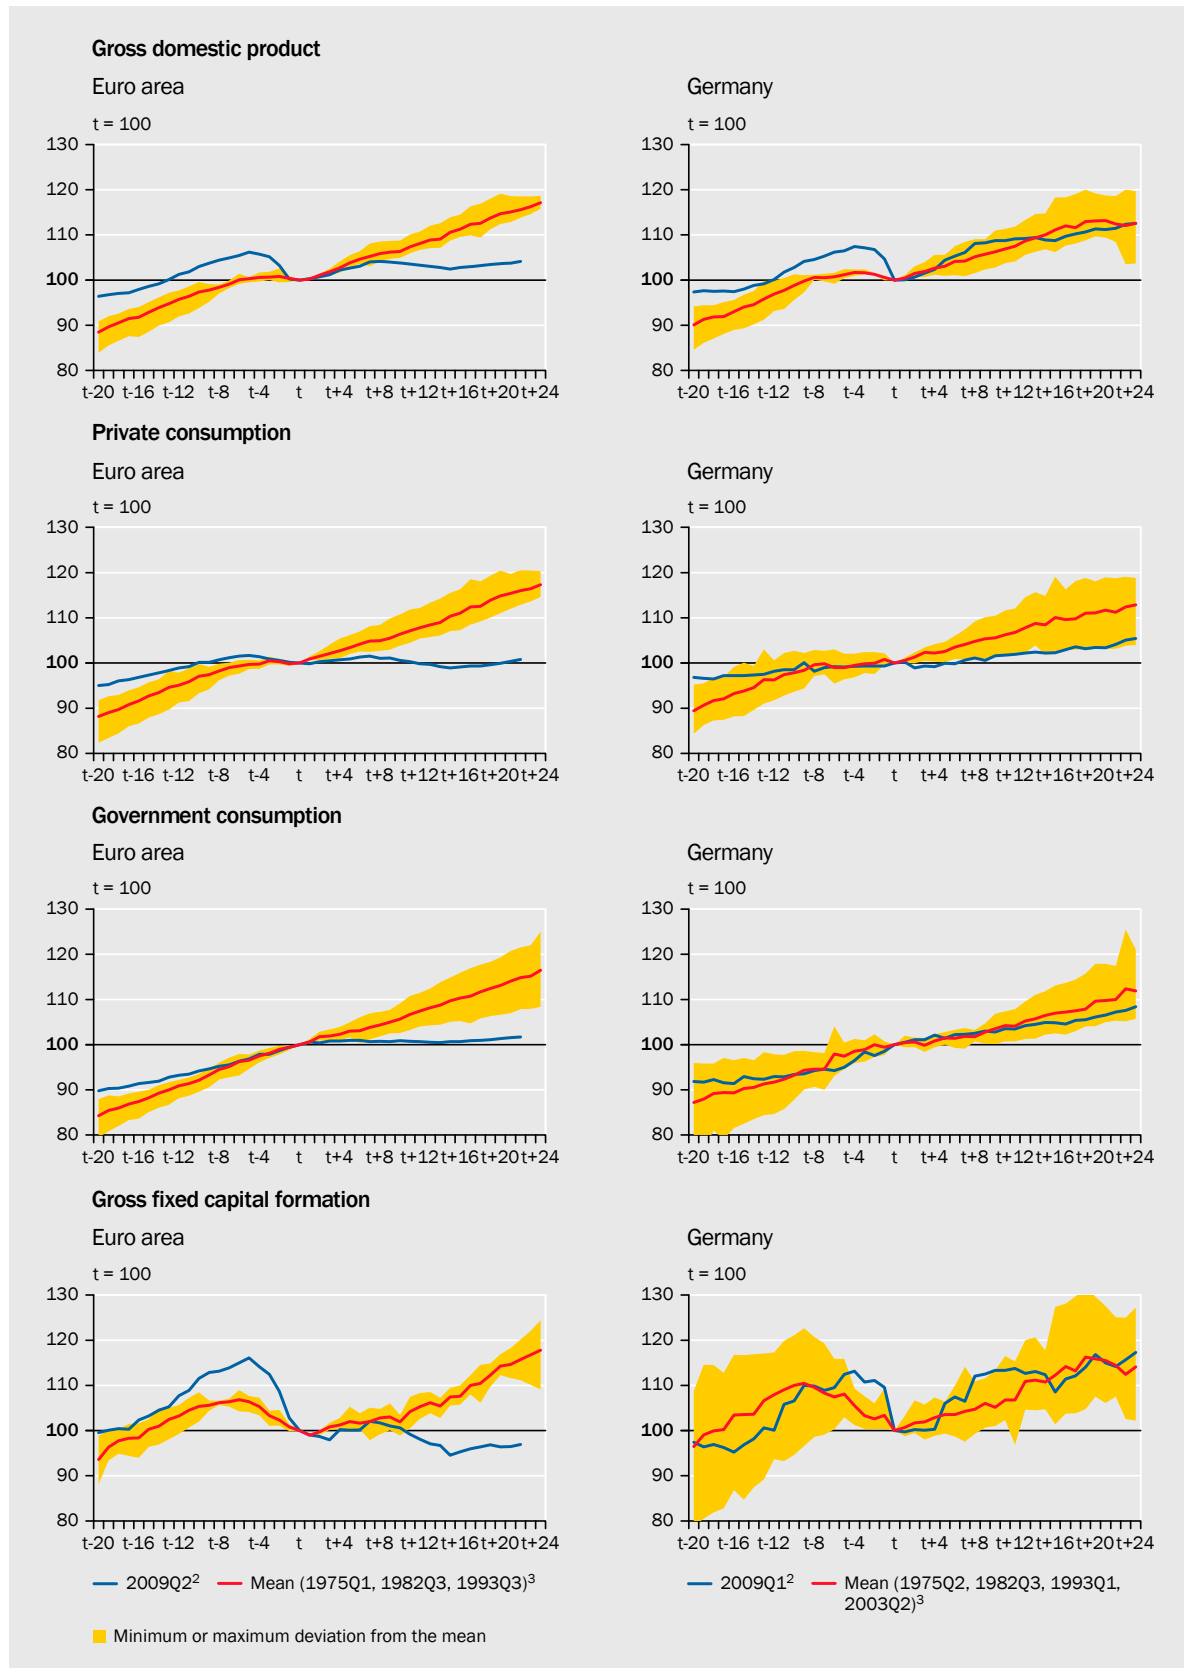 Gross domestic product
Euro area
Germany
t = 100
t = 100
130
120
110
100
90
80
t-20 t-16 t-12 t-8 t-4 t t+4 t+8 t+12 t+16 t+20 t+24
130
120
110
100
90
80
t-20 t-16 t-12 t-8 t-4 t t+4 t+8 t+12 t+16 t+20 t+24
Private consumption
Euro area
Germany
t = 100
t = 100
130
120
110
100
90
80
t-20 t-16 t-12 t-8 t-4 t t+4 t+8 t+12 t+16 t+20 t+24
130
120
110
100
90
80
t-20 t-16 t-12 t-8 t-4 t t+4 t+8 t+12 t+16 t+20 t+24
Government consumption
Euro area
Germany
t = 100
t = 100
130
120
110
100
90
80
t-20 t-16 t-12 t-8 t-4 t t+4 t+8 t+12 t+16 t+20 t+24
130
120
110
100
90
80
t-20 t-16 t-12 t-8 t-4 t t+4 t+8 t+12 t+16 t+20 t+24
Gross fixed capital formation
Euro area
Germany
t = 100
t = 100
130
120
110
100
90
80
t-20 t-16 t-12 t-8 t-4 t t+4 t+8 t+12 t+16 t+20 t+24
130
120
110
100
90
80
t-20 t-16 t-12 t-8 t-4 t t+4 t+8 t+12 t+16 t+20 t+24
2009Q2² Mean (1975Q1, 1982Q3, 1993Q3)³
2009Q1² Mean (1975Q2, 1982Q3, 1993Q1,
2003Q2)³
Minimum or maximum deviation from the mean